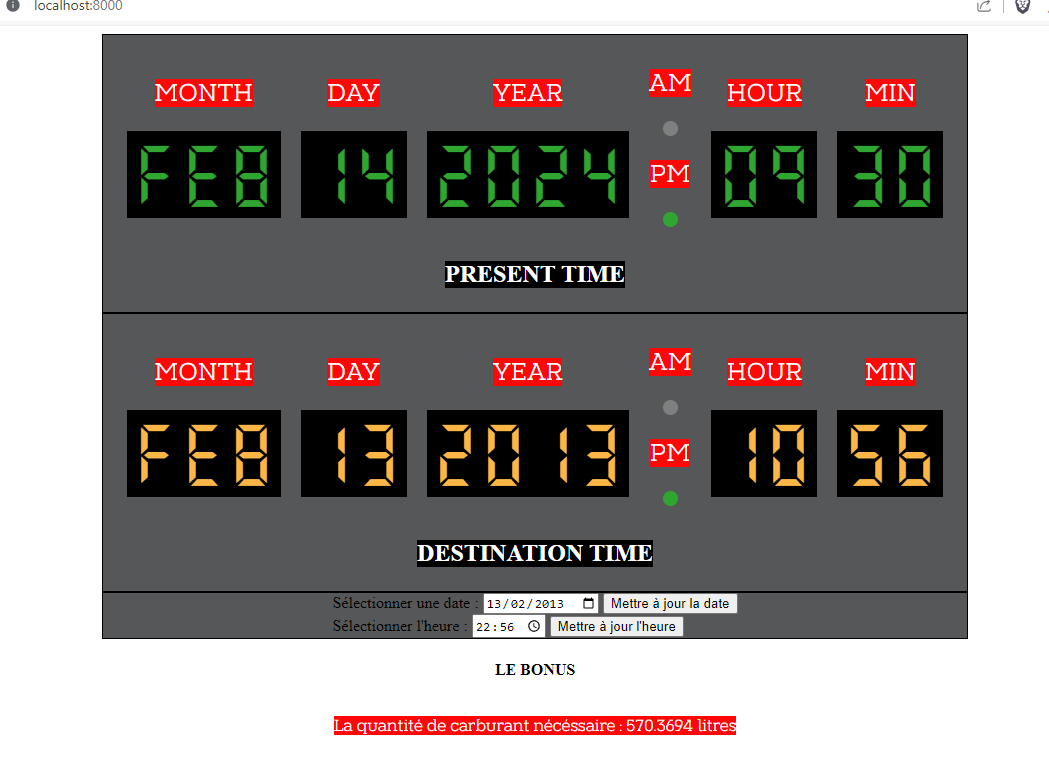 localhost:8000
MONTH DAY YEAR AM HOUR MIN
FEB 14 2024 PM 09 30
PRESENT TIME
MONTH DAY YEAR AM HOUR MIN
FEB 13 2013 PM 10 56
DESTINATION TIME
Sélectionner une date : 13/02/2013 Mettre à jour la date
Sélectionner l'heure : 22:56 Mettre à jour l'heure
LE BONUS
La quantité de carburant nécéssaire : 570.3694 litres